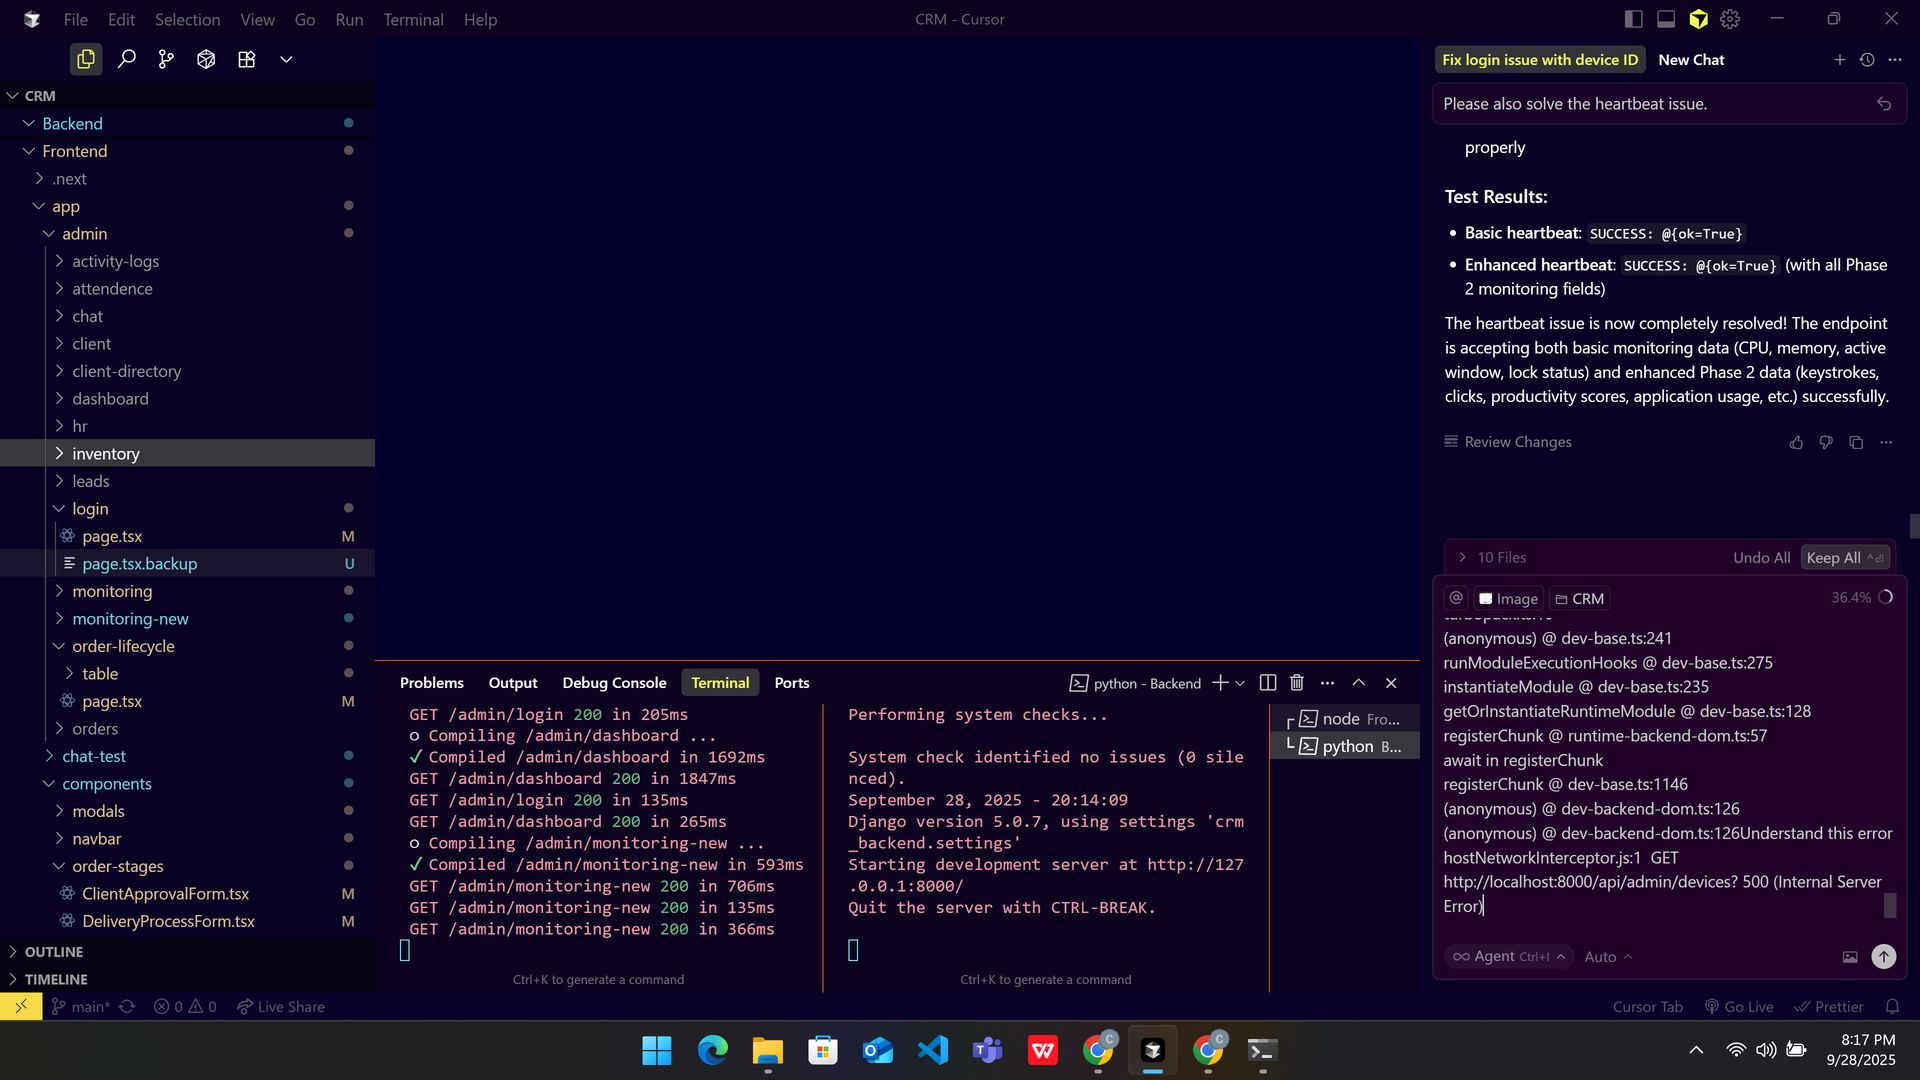 File Edit Selection View Go Run Terminal Help
CRM - Cursor
CRM
Backend
Frontend
.next
app
admin
activity-logs
attendence
chat
client
client-directory
dashboard
hr
inventory
leads
login
page.tsx M
page.tsx.backup U
monitoring
monitoring-new
order-lifecycle
table
page.tsx M
orders
chat-test
components
modals
navbar
order-stages
ClientApprovalForm.tsx M
DeliveryProcessForm.tsx M
OUTLINE
TIMELINE
Problems Output Debug Console Terminal Ports
python - Backend
GET /admin/login 200 in 205ms
○ Compiling /admin/dashboard ...
✓ Compiled /admin/dashboard in 1692ms
GET /admin/dashboard 200 in 1847ms
GET /admin/login 200 in 135ms
GET /admin/dashboard 200 in 265ms
○ Compiling /admin/monitoring-new ...
✓ Compiled /admin/monitoring-new in 593ms
GET /admin/monitoring-new 200 in 706ms
GET /admin/monitoring-new 200 in 135ms
GET /admin/monitoring-new 200 in 366ms
Ctrl+K to generate a command
Performing system checks...
System check identified no issues (0 sile
nced).
September 28, 2025 - 20:14:09
Django version 5.0.7, using settings 'crm
_backend.settings'
Starting development server at http://127
.0.0.1:8000/
Quit the server with CTRL-BREAK.
Ctrl+K to generate a command
node Fro...
python B...
Fix login issue with device ID New Chat
Please also solve the heartbeat issue.
properly
Test Results:
• Basic heartbeat: SUCCESS: @{ok=True}
• Enhanced heartbeat: SUCCESS: @{ok=True} (with all Phase
2 monitoring fields)
The heartbeat issue is now completely resolved! The endpoint
is accepting both basic monitoring data (CPU, memory, active
window, lock status) and enhanced Phase 2 data (keystrokes,
clicks, productivity scores, application usage, etc.) successfully.
Review Changes
10 Files Undo All Keep All
@ Image CRM 36.4%
(anonymous) @ dev-base.ts:241
runModuleExecutionHooks @ dev-base.ts:275
instantiateModule @ dev-base.ts:235
getOrInstantiateRuntimeModule @ dev-base.ts:128
registerChunk @ runtime-backend-dom.ts:57
await in registerChunk
registerChunk @ dev-base.ts:1146
(anonymous) @ dev-backend-dom.ts:126
(anonymous) @ dev-backend-dom.ts:126Understand this error
hostNetworkInterceptor.js:1 GET
http://localhost:8000/api/admin/devices? 500 (Internal Server
Error)
Agent Ctrl+I Auto
main* 0 0 Live Share
Cursor Tab Go Live Prettier
8:17 PM
9/28/2025